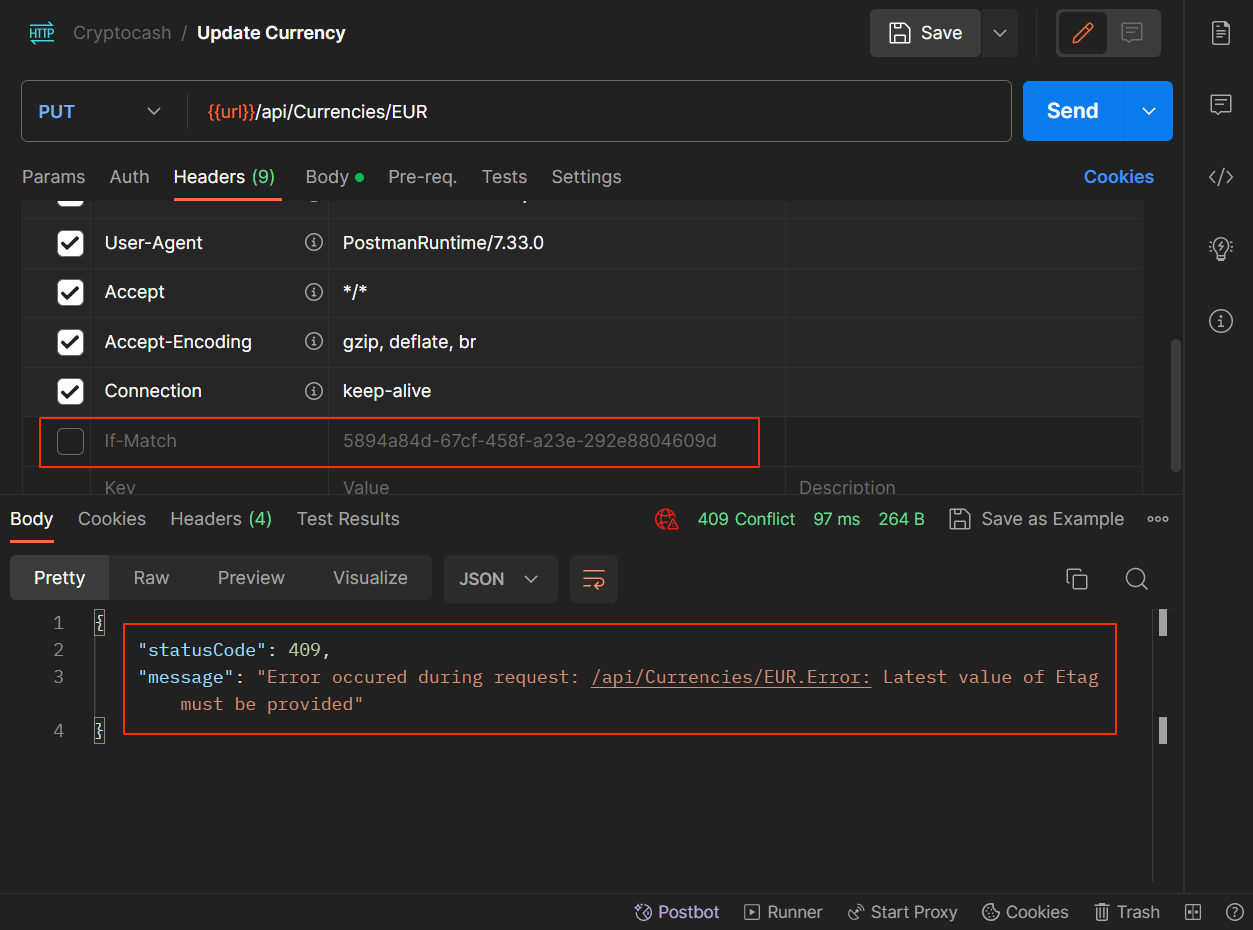 HTTP Cryptocash / Update Currency Save
PUT {{url}}/api/Currencies/EUR Send
Params Auth Headers (9) Body Pre-req. Tests Settings Cookies
User-Agent PostmanRuntime/7.33.0
Accept */*
Accept-Encoding gzip, deflate, br
Connection keep-alive
If-Match 5894a84d-67cf-458f-a23e-292e8804609d
Key Value Description
Body Cookies Headers (4) Test Results 409 Conflict 97 ms 264 B Save as Example
Pretty Raw Preview Visualize JSON
1 {
2 "statusCode": 409,
3 "message": "Error occured during request: /api/Currencies/EUR.Error: Latest value of Etag
must be provided"
4 }
Postbot Runner Start Proxy Cookies Trash